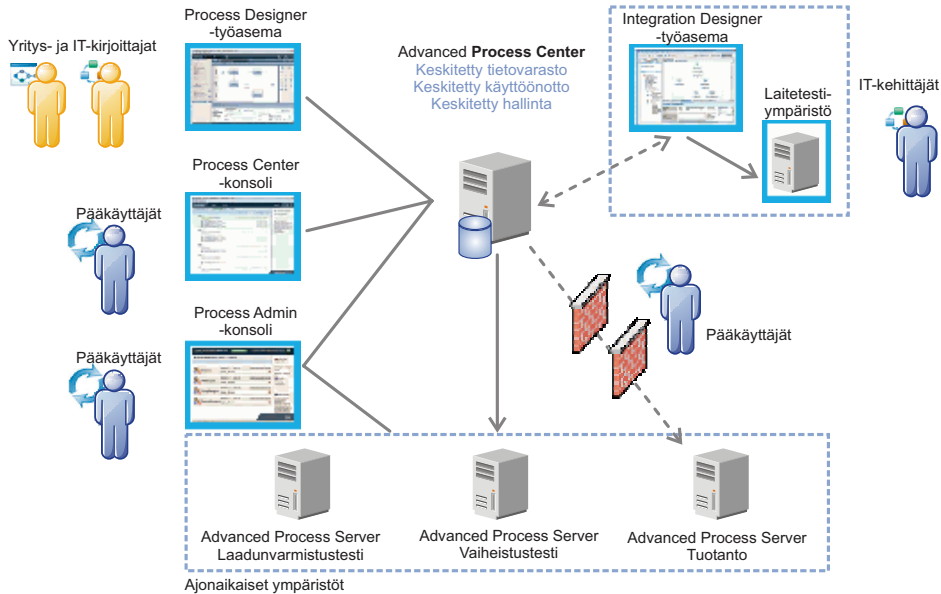 Process Designer
-työasema
Yritys- ja IT-kirjoittajat
Advanced Process Center
Keskitetty tietovarasto
Keskitetty käyttöönotto
Keskitetty hallinta
Integration Designer
-työasema
Laitetesti-
ympäristö
IT-kehittäjät
Process Center
-konsoli
Pääkäyttäjät
Process Admin
-konsoli
Pääkäyttäjät
Pääkäyttäjät
Advanced Process Server
Laadunvarmistustesti
Advanced Process Server
Vaiheistustesti
Advanced Process Server
Tuotanto
Ajonaikaiset ympäristöt